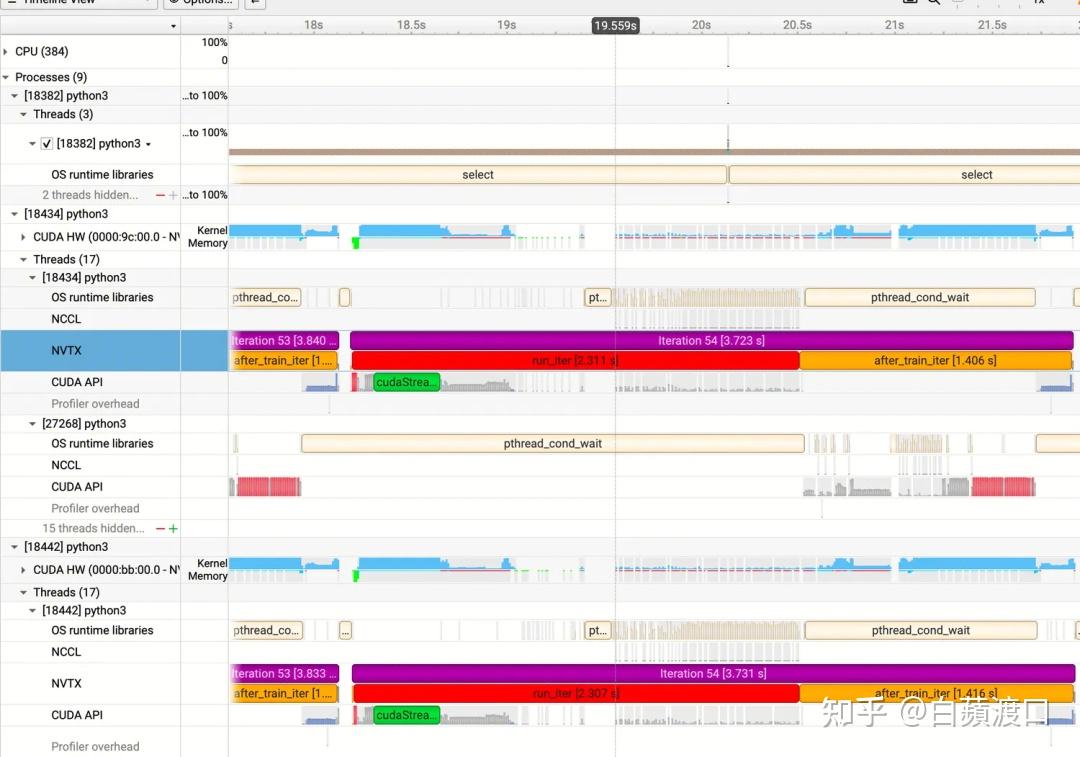 Timeline View
Options...
1x
s 18s 18.5s 19s 19.559s 20s 20.5s 21s 21.5s
CPU (384) 100%
0
Processes (9)
[18382] python3 ...to 100%
Threads (3)
[18382] python3 ...to 100%
OS runtime libraries select select
2 threads hidden... ...to 100%
[18434] python3
CUDA HW (0000:9c:00.0 - NV Kernel
Memory
Threads (17)
[18434] python3
OS runtime libraries pthread_co... pt... pthread_cond_wait
NCCL
NVTX Iteration 53 [3.840 ... Iteration 54 [3.723 s]
after_train_iter [1.... run_iter [2.311 s] after_train_iter [1.406 s]
CUDA API cudaStrea...
Profiler overhead
[27268] python3
OS runtime libraries pthread_cond_wait
NCCL
CUDA API
Profiler overhead
15 threads hidden...
[18442] python3
CUDA HW (0000:bb:00.0 - NV Kernel
Memory
Threads (17)
[18442] python3
OS runtime libraries pthread_co... ... pt... pthread_cond_wait
NCCL
NVTX Iteration 53 [3.833 ... Iteration 54 [3.731 s]
after_train_iter [1.... run_iter [2.307 s] after_train_iter [1.416 s]
CUDA API cudaStrea...
知乎 @白蘋渡口
Profiler overhead